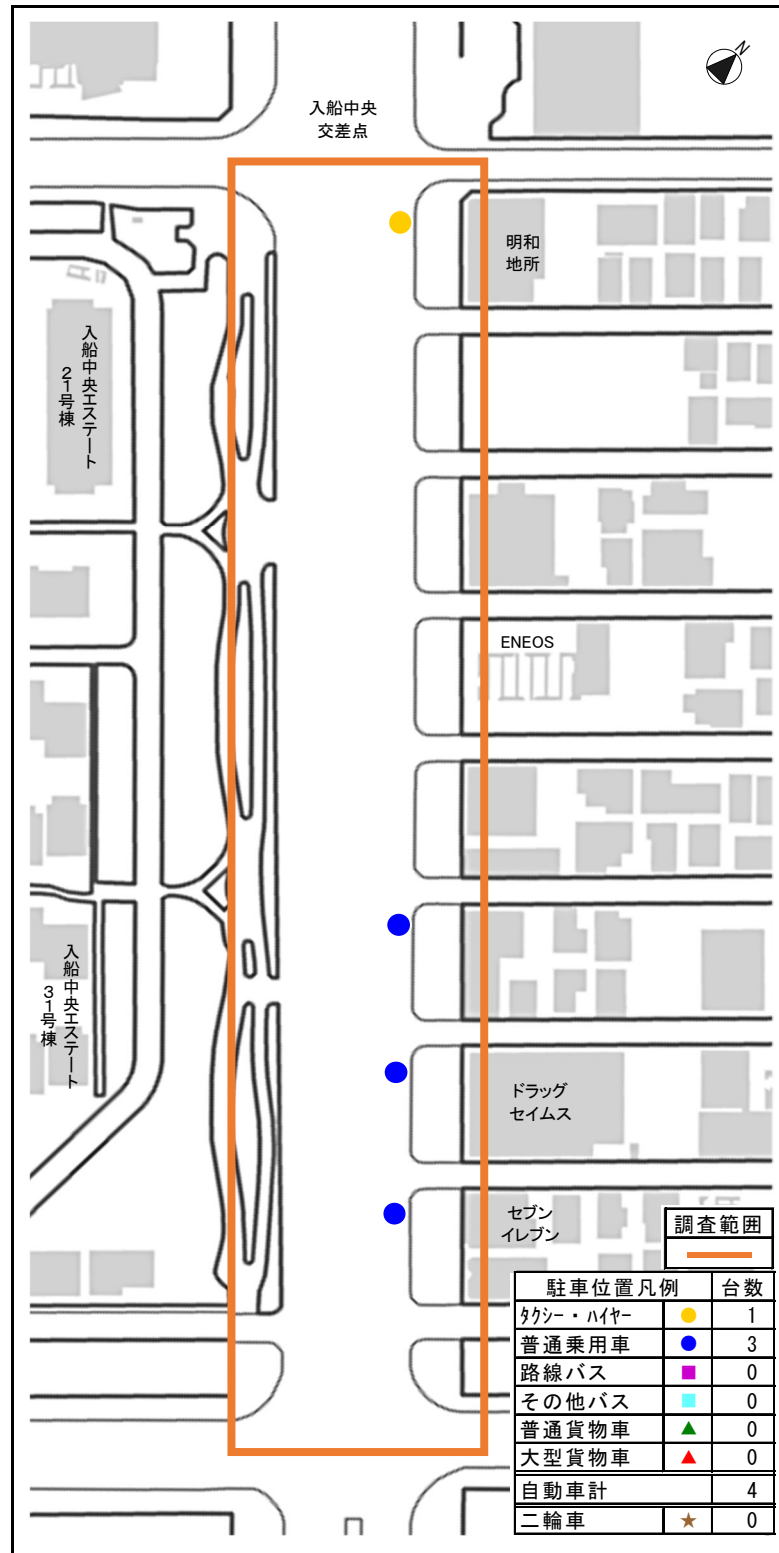 N
入船中央
交差点
明和
地所
入船中央エステート
21号棟
ENEOS
入船中央エステート
31号棟
ドラッグ
セイムス
セブン
イレブン
調査範囲
駐車位置凡例 台数
ﾀｸｼｰ・ﾊｲﾔｰ 1
普通乗用車 3
路線バス 0
その他バス 0
普通貨物車 0
大型貨物車 0
自動車計 4
二輪車 0